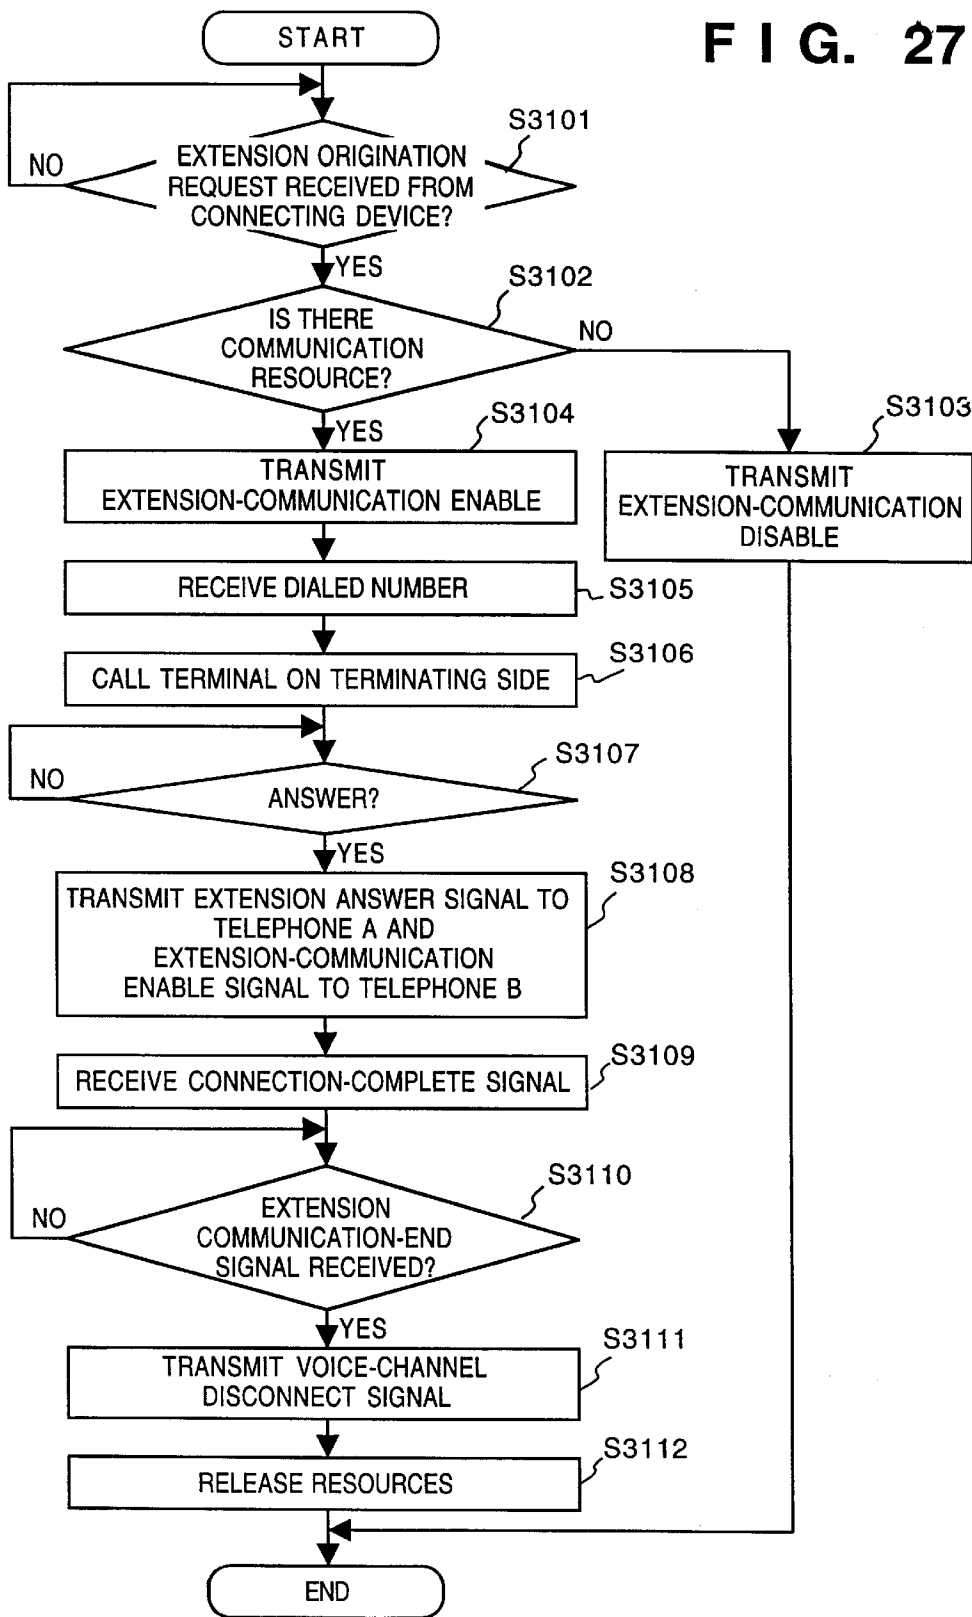 FIG. 27
START
S3101
EXTENSION ORIGINATION
REQUEST RECEIVED FROM
CONNECTING DEVICE?
NO
YES
S3102
IS THERE
COMMUNICATION
RESOURCE?
NO
YES
S3104
S3103
TRANSMIT
EXTENSION-COMMUNICATION ENABLE
TRANSMIT
EXTENSION-COMMUNICATION
DISABLE
RECEIVE DIALED NUMBER
S3105
CALL TERMINAL ON TERMINATING SIDE
S3106
S3107
ANSWER?
NO
YES
S3108
TRANSMIT EXTENSION ANSWER SIGNAL TO
TELEPHONE A AND
EXTENSION-COMMUNICATION
ENABLE SIGNAL TO TELEPHONE B
S3109
RECEIVE CONNECTION-COMPLETE SIGNAL
S3110
EXTENSION
COMMUNICATION-END
SIGNAL RECEIVED?
NO
YES
S3111
TRANSMIT VOICE-CHANNEL
DISCONNECT SIGNAL
S3112
RELEASE RESOURCES
END